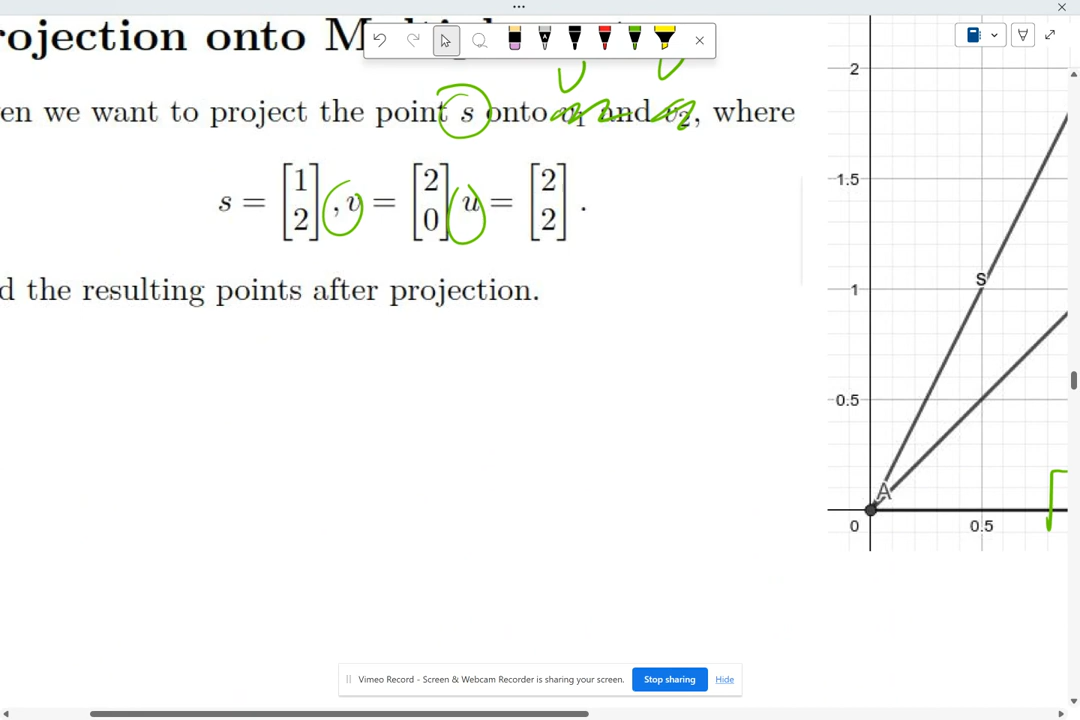 rojection onto M
en we want to project the point s onto v1 and v2, where
s = [1 2], v = [2 0] u = [2 2].
d the resulting points after projection.
2
1.5
S
1
0.5
A
0
0.5
Vimeo Record - Screen & Webcam Recorder is sharing your screen.
Stop sharing
Hide